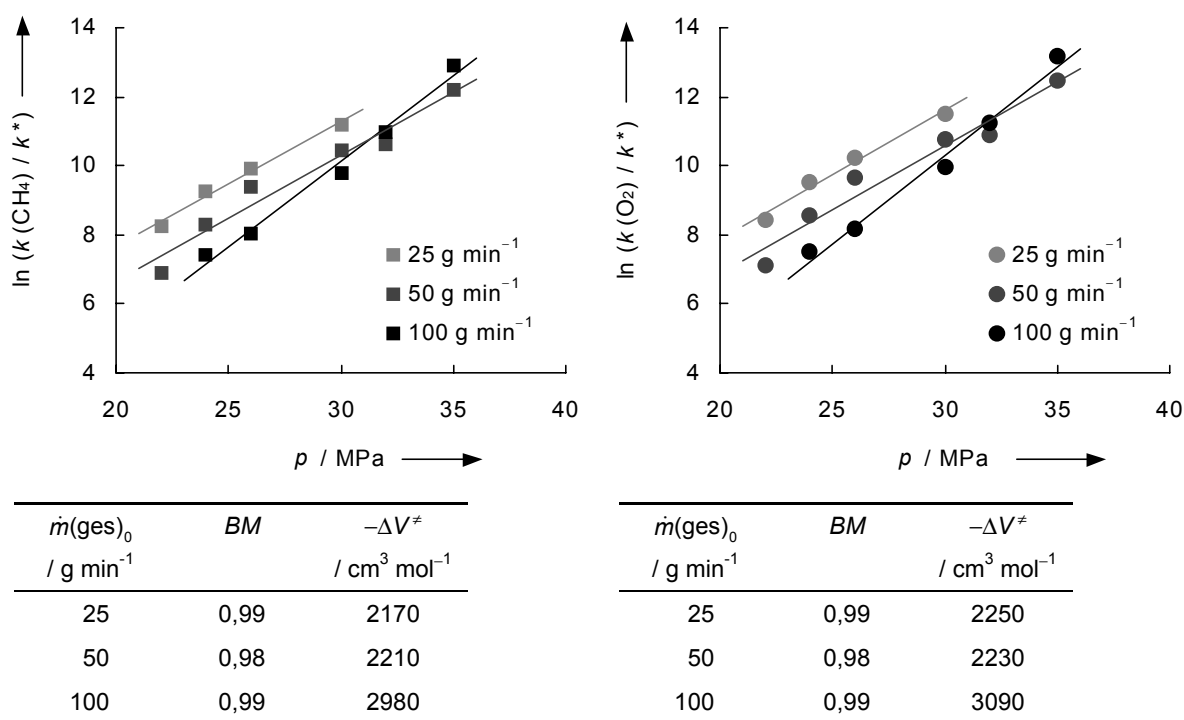 14
12
10
8
6
4
20 25 30 35 40
ln (k (CH₄) / k*)
p / MPa
25 g min⁻¹
50 g min⁻¹
100 g min⁻¹
14
12
10
8
6
4
20 25 30 35 40
ln (k (O₂) / k*)
p / MPa
25 g min⁻¹
50 g min⁻¹
100 g min⁻¹
ṁ(ges)₀ BM −ΔV≠
/ g min⁻¹ / cm³ mol⁻¹
25 0,99 2170
50 0,98 2210
100 0,99 2980
ṁ(ges)₀ BM −ΔV≠
/ g min⁻¹ / cm³ mol⁻¹
25 0,99 2250
50 0,98 2230
100 0,99 3090